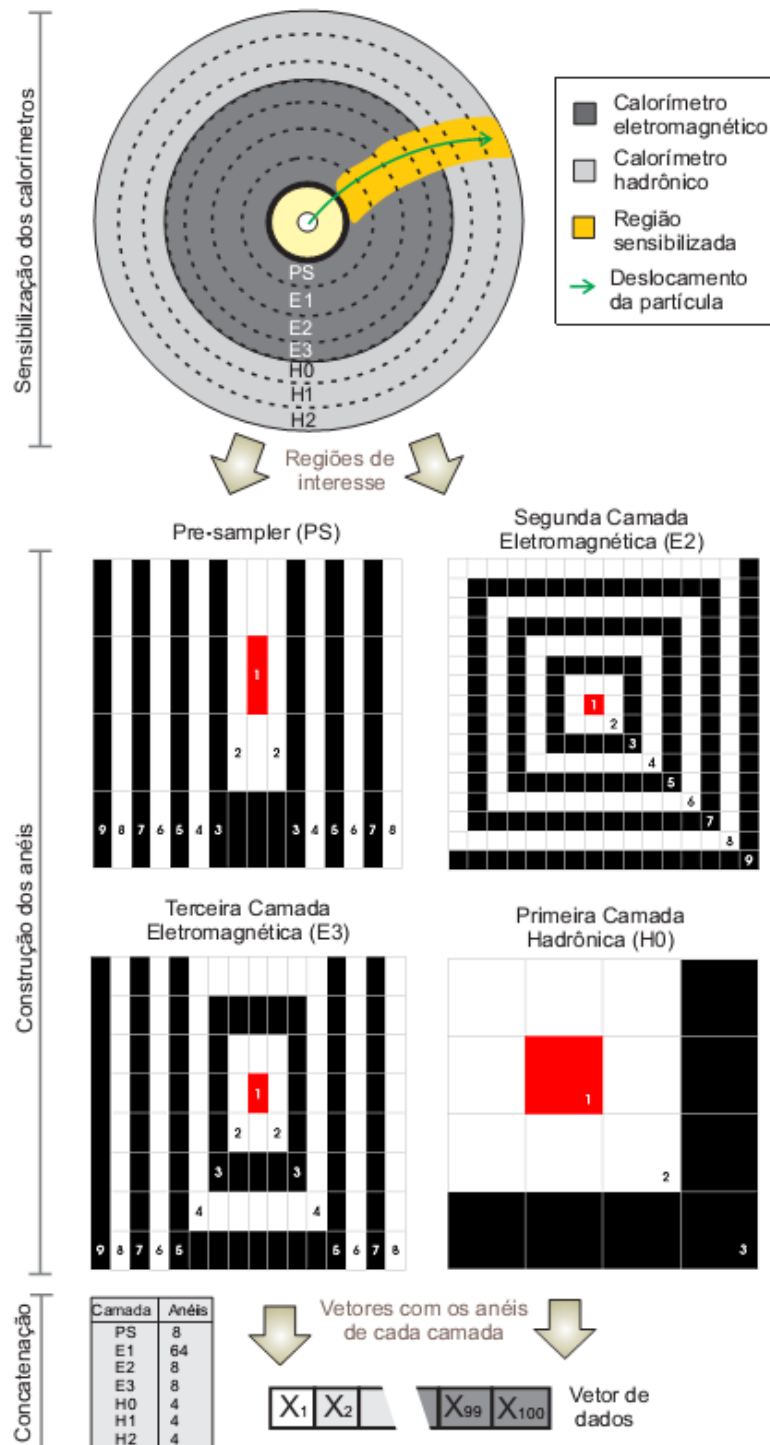 Sensibilização dos calorímetros
PS
E1
E2
E3
H0
H1
H2
Calorímetro
eletromagnético
Calorímetro
hadrônico
Região
sensibilizada
Deslocamento
da partícula
Regiões de
interesse
Construção dos anéis
Pre-sampler (PS)
1
2 2
9 8 7 6 5 4 3 3 4 5 6 7 8
Segunda Camada
Eletromagnética (E2)
1
2
3
4
5
6
7
8
9
Terceira Camada
Eletromagnética (E3)
1
2 2
3 3
4 4
9 8 7 6 5 5 6 7 8
Primeira Camada
Hadrônica (H0)
1
2
3
Concatenação
Camada Anéis
PS 8
E1 64
E2 8
E3 8
H0 4
H1 4
H2 4
Vetores com os anéis
de cada camada
X1 X2 X99 X100
Vetor de
dados